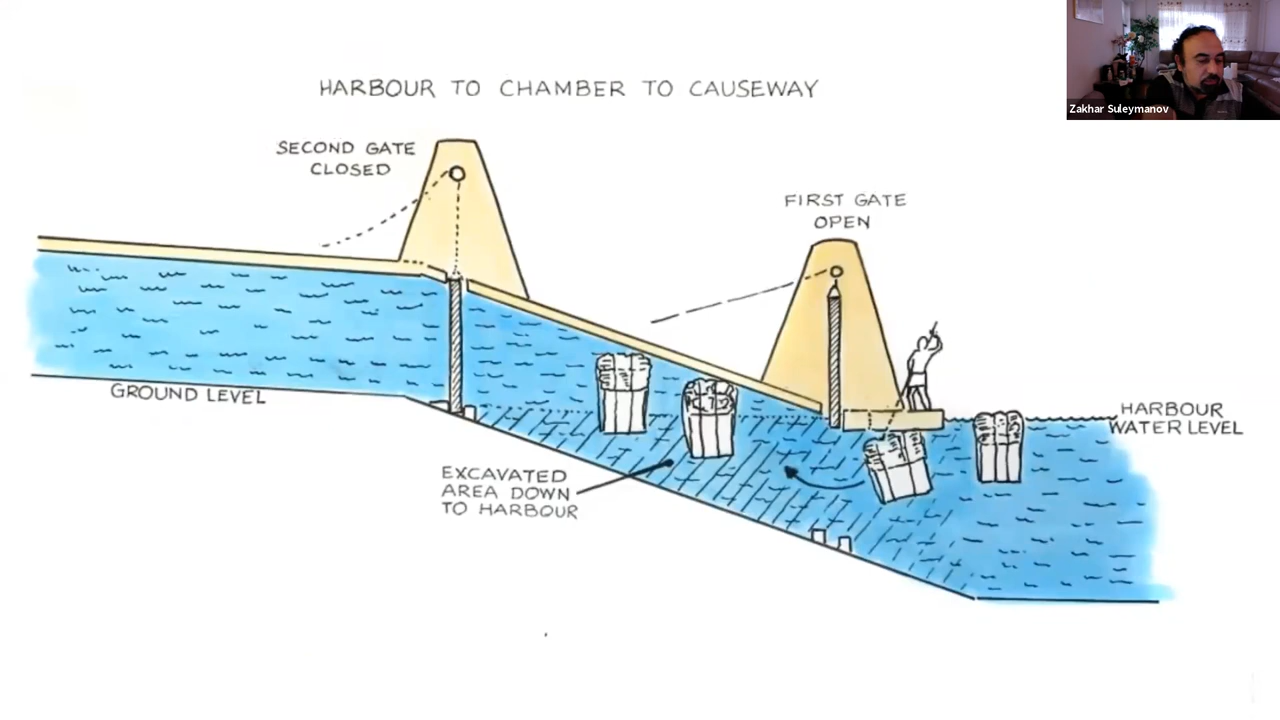 Zakhar Suleymanov
HARBOUR TO CHAMBER TO CAUSEWAY
SECOND GATE
CLOSED
FIRST GATE
OPEN
GROUND LEVEL
HARBOUR
WATER LEVEL
EXCAVATED
AREA DOWN
TO HARBOUR